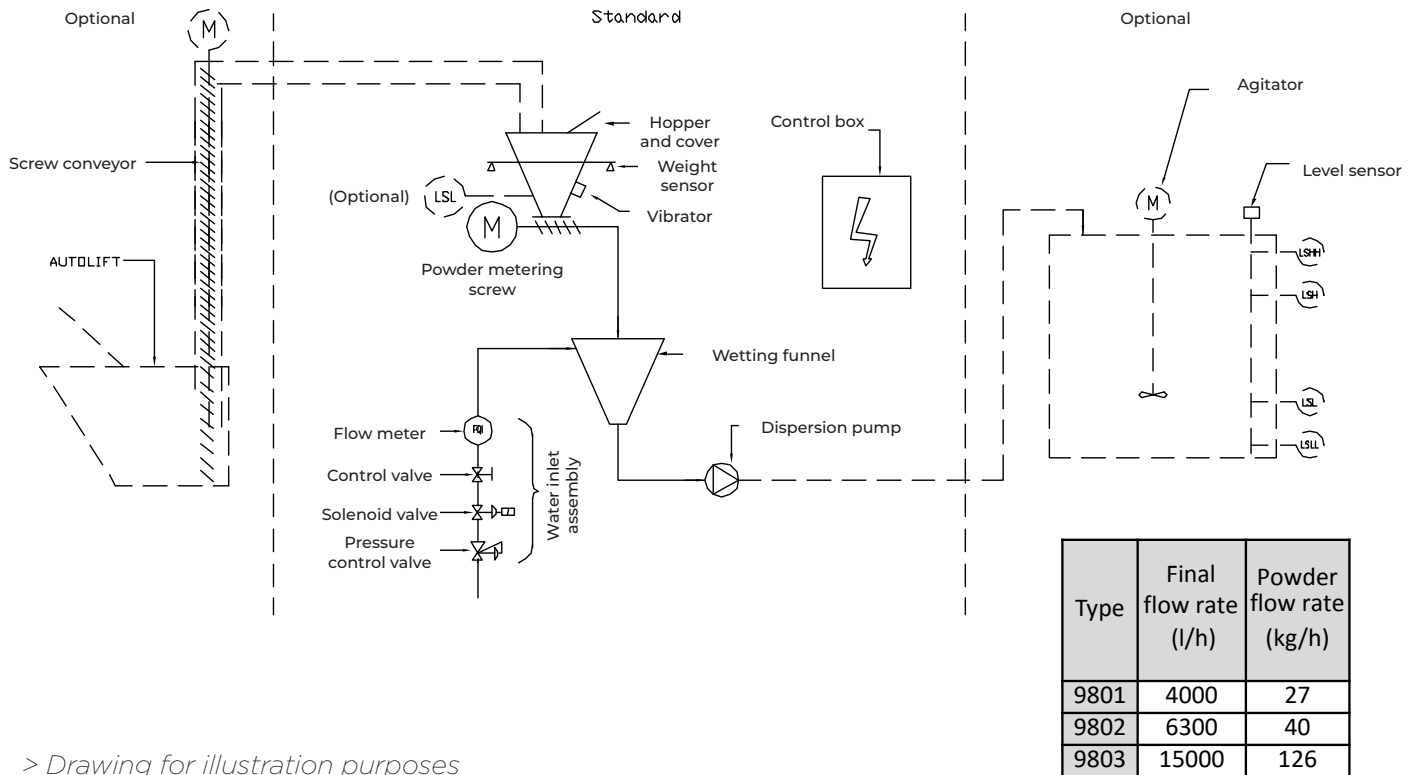 Optional
Standard
Optional
M
Agitator
Hopper
and cover
Control box
Screw conveyor
Weight
sensor
Level sensor
(Optional)
LSL
Vibrator
M
M
Powder metering
screw
AUTOLIFT
LSHH
LSH
Wetting funnel
LSL
LSLL
Flow meter
FQI
Dispersion pump
Control valve
Water inlet
assembly
Solenoid valve
Pressure
control valve
Type
Final
flow rate
(l/h)
Powder
flow rate
(kg/h)
9801 4000 27
9802 6300 40
9803 15000 126
> Drawing for illustration purposes